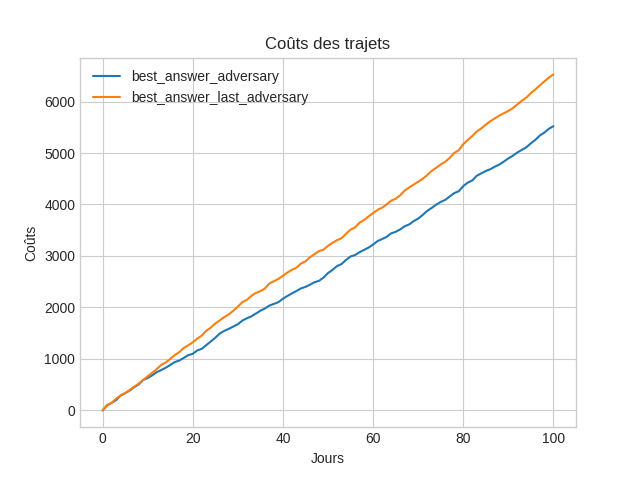 Coûts des trajets
best_answer_adversary
best_answer_last_adversary
6000
5000
4000
3000
2000
1000
0
Coûts
0 20 40 60 80 100
Jours